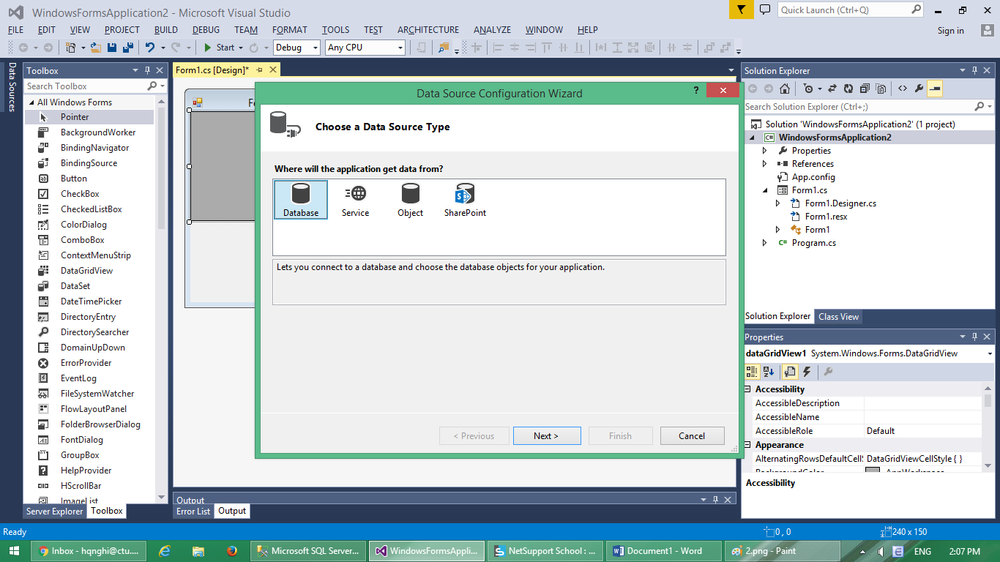 WindowsFormsApplication2 - Microsoft Visual Studio
Quick Launch (Ctrl+Q)
FILE EDIT VIEW PROJECT BUILD DEBUG TEAM FORMAT TOOLS TEST ARCHITECTURE ANALYZE WINDOW HELP
Sign in
Start Debug Any CPU
Data Sources
Toolbox
Search Toolbox
All Windows Forms
Pointer
BackgroundWorker
BindingNavigator
BindingSource
Button
CheckBox
CheckedListBox
ColorDialog
ComboBox
ContextMenuStrip
DataGridView
DataSet
DateTimePicker
DirectoryEntry
DirectorySearcher
DomainUpDown
ErrorProvider
EventLog
FileSystemWatcher
FlowLayoutPanel
FolderBrowserDialog
FontDialog
GroupBox
HelpProvider
HScrollBar
ImageList
Server Explorer Toolbox
Form1.cs [Design]*
Data Source Configuration Wizard
?
Choose a Data Source Type
Where will the application get data from?
Database Service Object SharePoint
Lets you connect to a database and choose the database objects for your application.
< Previous Next > Finish Cancel
Output
Error List Output
Solution Explorer
Search Solution Explorer (Ctrl+;)
Solution 'WindowsFormsApplication2' (1 project)
C# WindowsFormsApplication2
Properties
References
App.config
Form1.cs
Form1.Designer.cs
Form1.resx
Form1
C# Program.cs
Solution Explorer Class View
Properties
dataGridView1 System.Windows.Forms.DataGridView
Accessibility
AccessibleDescription
AccessibleName
AccessibleRole Default
Appearance
AlternatingRowsDefaultCellS DataGridViewCellStyle { }
BackgroundColor AppWorkspace
Accessibility
Ready
0 , 0
240 x 150
Inbox - hqnghi@ctu....
Microsoft SQL Server...
WindowsFormsAppli...
NetSupport School : ...
Document1 - Word
2.png - Paint
ENG
2:07 PM